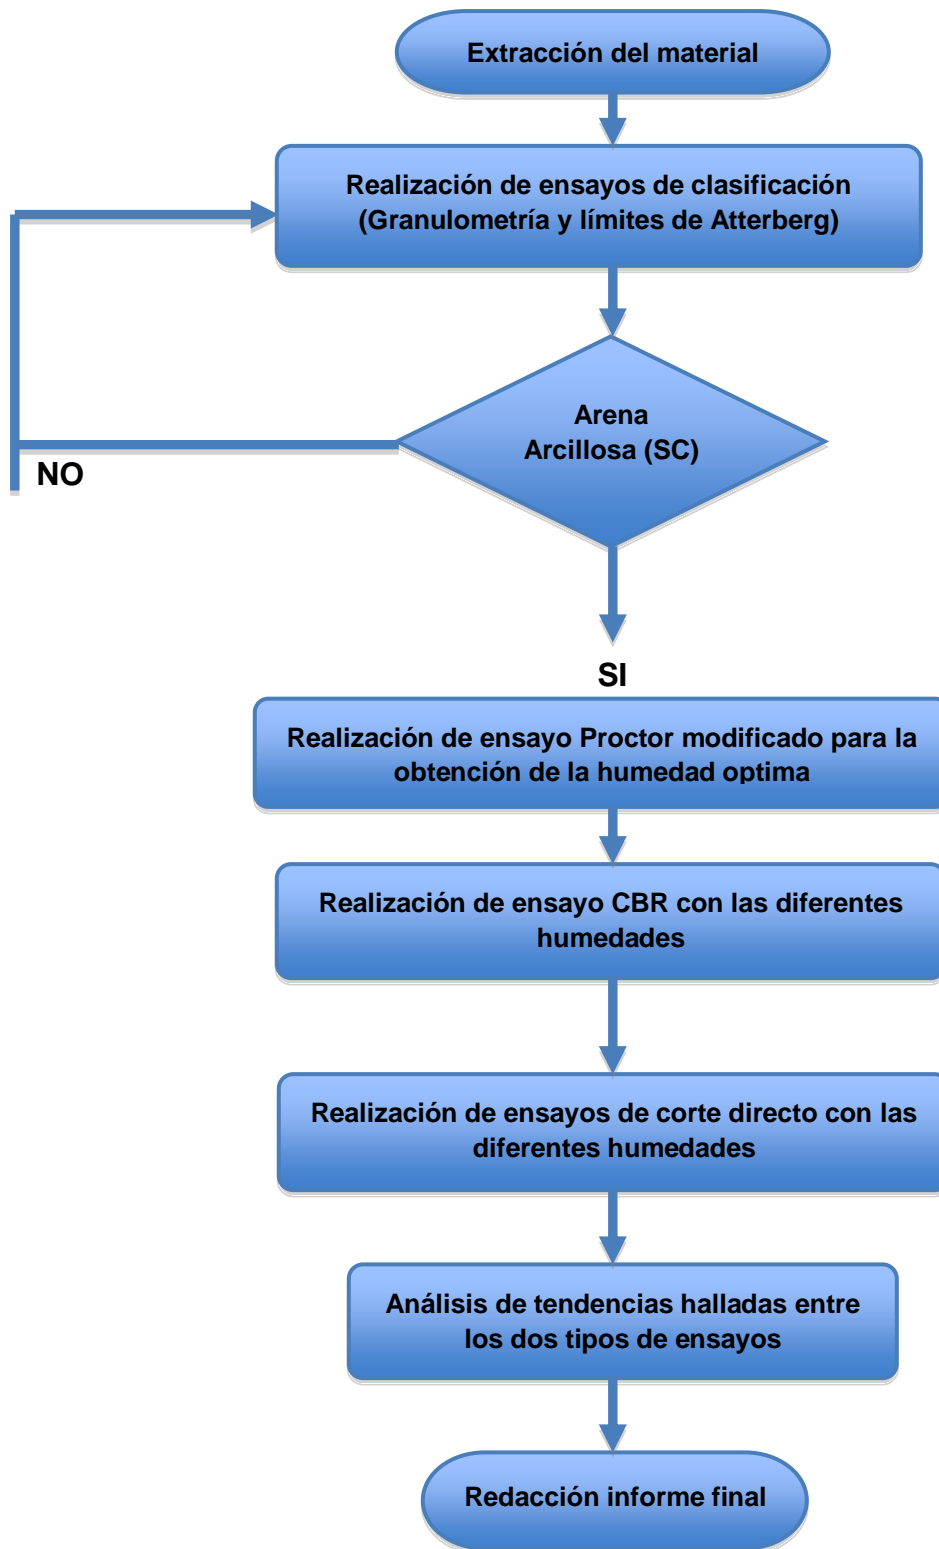 Extracción del material
Realización de ensayos de clasificación
(Granulometría y límites de Atterberg)
Arena
Arcillosa (SC)
NO
SI
Realización de ensayo Proctor modificado para la
obtención de la humedad optima
Realización de ensayo CBR con las diferentes
humedades
Realización de ensayos de corte directo con las
diferentes humedades
Análisis de tendencias halladas entre
los dos tipos de ensayos
Redacción informe final